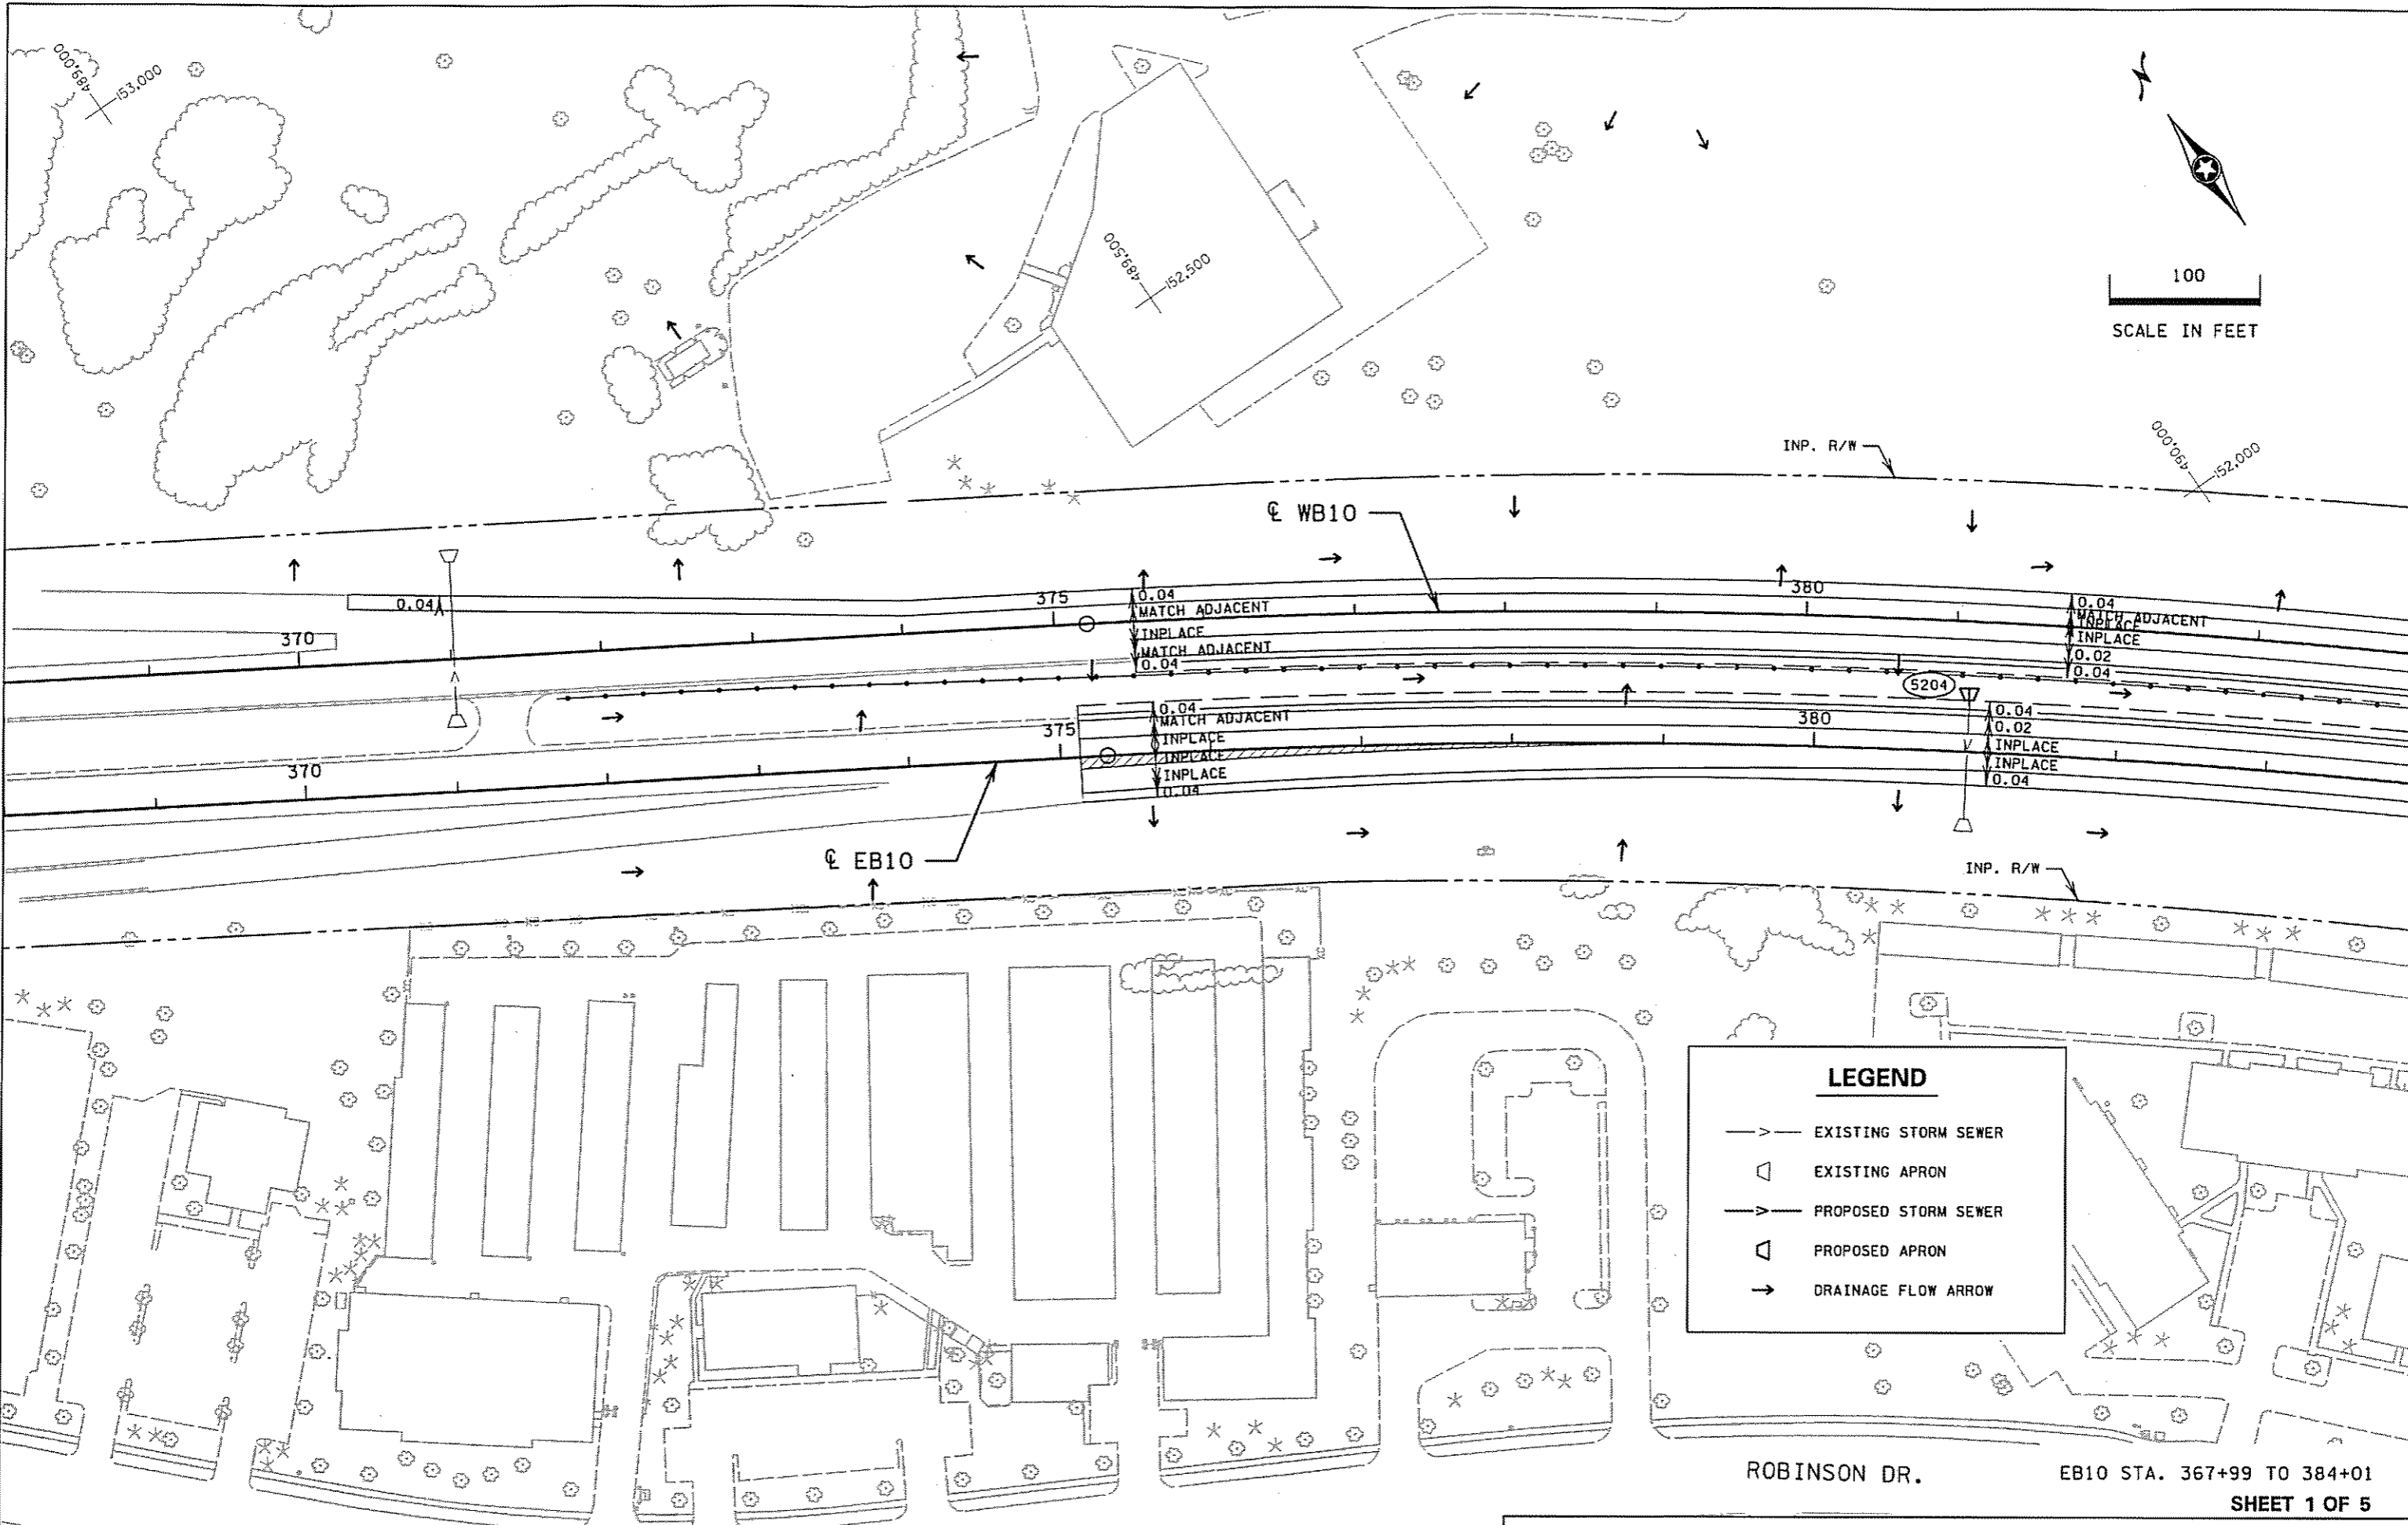 489,000
153,000
100
SCALE IN FEET
489,500
152,500
INP. R/W
490,000
152,000
℄ WB10
0.04
370
375
0.04
MATCH ADJACENT
INPLACE
MATCH ADJACENT
0.04
380
0.04
MATCH ADJACENT
INPLACE
INPLACE
0.02
0.04
5204
370
375
0.04
MATCH ADJACENT
INPLACE
INPLACE
INPLACE
0.04
380
0.04
0.02
INPLACE
INPLACE
0.04
℄ EB10
INP. R/W
LEGEND
EXISTING STORM SEWER
EXISTING APRON
PROPOSED STORM SEWER
PROPOSED APRON
DRAINAGE FLOW ARROW
ROBINSON DR.
EB10 STA. 367+99 TO 384+01
SHEET 1 OF 5